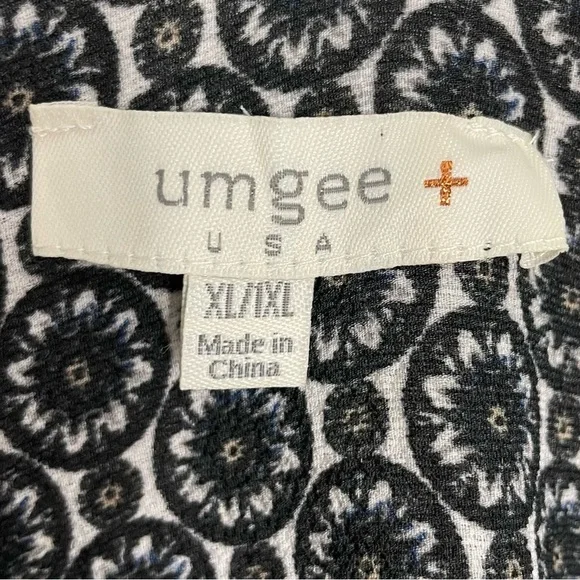 umgee +
USA
XL/1XL
Made in
China